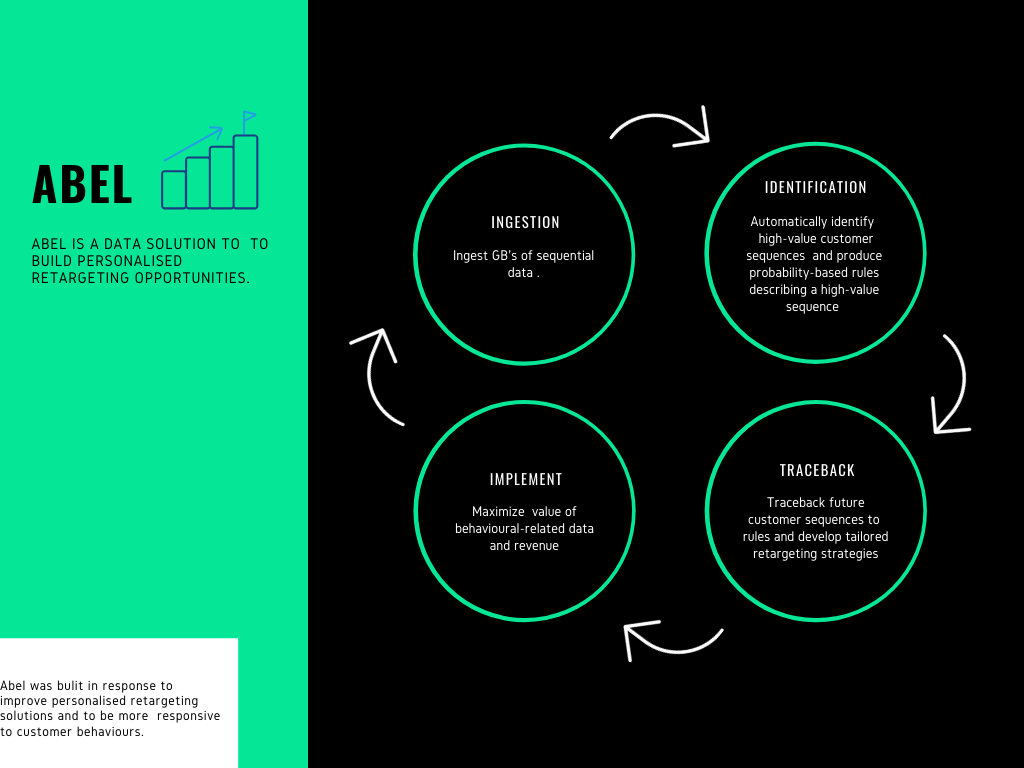 ABEL
ABEL IS A DATA SOLUTION TO  TO
BUILD PERSONALISED
RETARGETING OPPORTUNITIES.
Abel was bulit in response to
improve personalised retargeting
solutions and to be more  responsive
to customer behaviours.
INGESTION
Ingest GB's of sequential
data .
IDENTIFICATION
Automatically identify
high-value customer
sequences  and produce
probability-based rules
describing a high-value
sequence
TRACEBACK
Traceback future
customer sequences to
rules and develop tailored
retargeting strategies
IMPLEMENT
Maximize  value of
behavioural-related data
and revenue